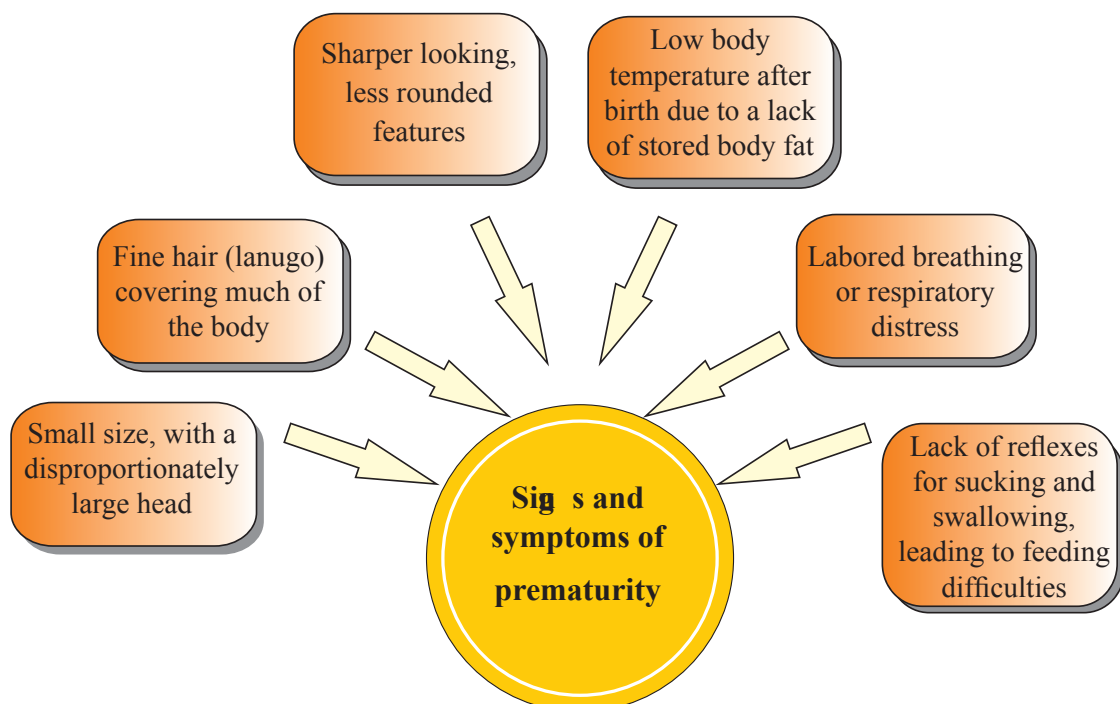 Sharper looking,
less rounded
features
Low body
temperature after
birth due to a lack
of stored body fat
Fine hair (lanugo)
covering much of
the body
Labored breathing
or respiratory
distress
Small size, with a
disproportionately
large head
Lack of reflexes
for sucking and
swallowing,
leading to feeding
difficulties
Signs and
symptoms of
prematurity